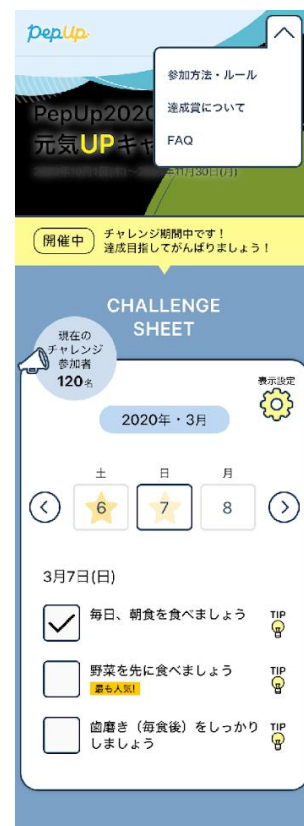 PepUp
参加方法・ルール
達成賞について
FAQ
PepUp2020
元気UPキャ
11月30日(月)
開催中
チャレンジ期間中です！
達成目指してがんばりましょう！
CHALLENGE
SHEET
現在の
チャレンジ
参加者
120名
表示設定
2020年・3月
土 日 月
6 7 8
3月7日(日)
毎日、朝食を食べましょう
TIP
野菜を先に食べましょう
最も人気!
TIP
歯磨き（毎食後）をしっかり
しましょう
TIP